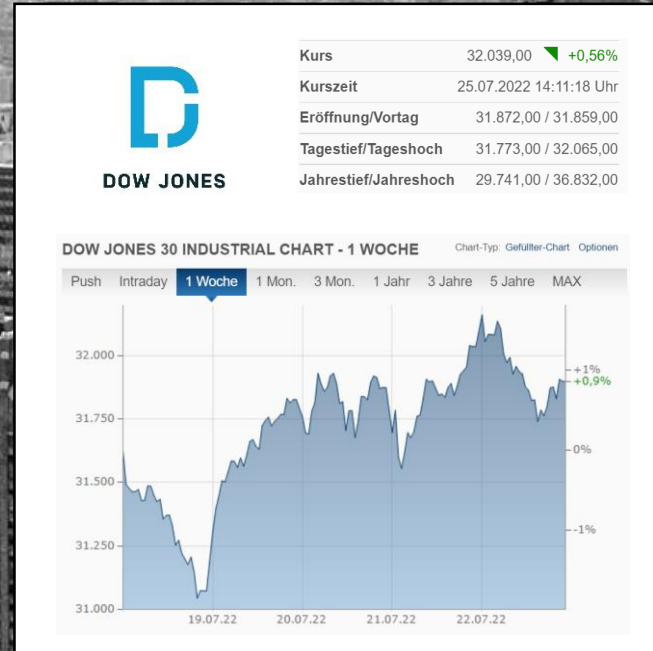 DOW JONES
Kurs 32.039,00 +0,56%
Kurszeit 25.07.2022 14:11:18 Uhr
Eröffnung/Vortag 31.872,00 / 31.859,00
Tagestief/Tageshoch 31.773,00 / 32.065,00
Jahrestief/Jahreshoch 29.741,00 / 36.832,00
DOW JONES 30 INDUSTRIAL CHART - 1 WOCHE Chart-Typ: Gefüllter-Chart Optionen
Push Intraday 1 Woche 1 Mon. 3 Mon. 1 Jahr 3 Jahre 5 Jahre MAX
32.000
+1%
+0,9%
31.750
0%
31.500
31.250
-1%
31.000
19.07.22 20.07.22 21.07.22 22.07.22